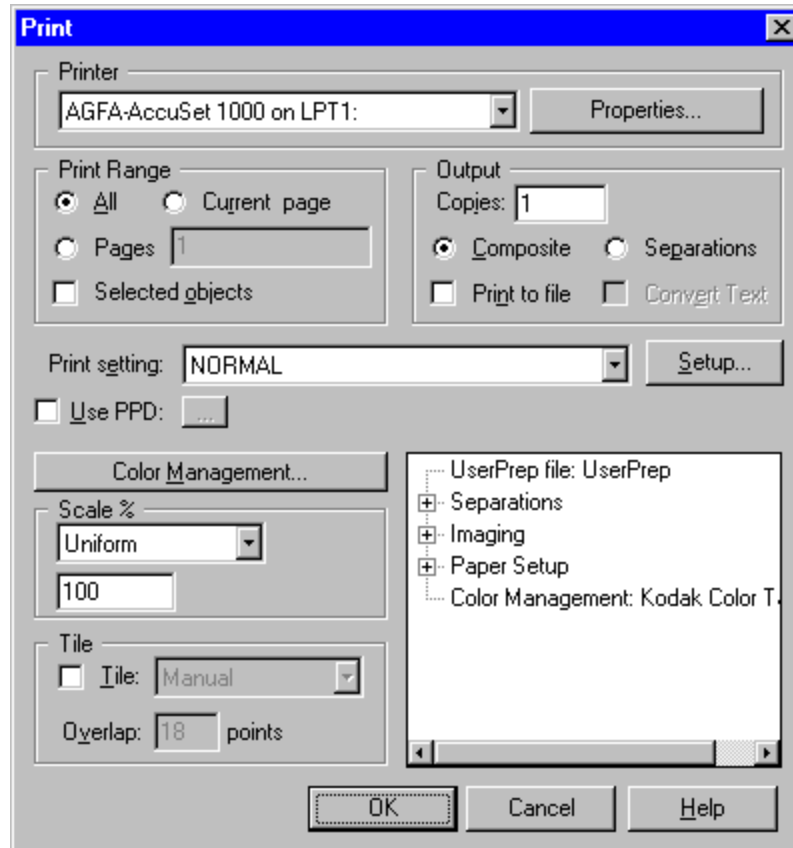 Print
Printer
AGFA-AccuSet 1000 on LPT1:
Properties...
Print Range
All
Current page
Pages
1
Selected objects
Output
Copies: 1
Composite
Separations
Print to file
Convert Text
Print setting: NORMAL
Setup...
Use PPD: ...
Color Management...
Scale %
Uniform
100
Tile
Tile: Manual
Overlap: 18 points
UserPrep file: UserPrep
Separations
Imaging
Paper Setup
Color Management: Kodak Color T
OK
Cancel
Help